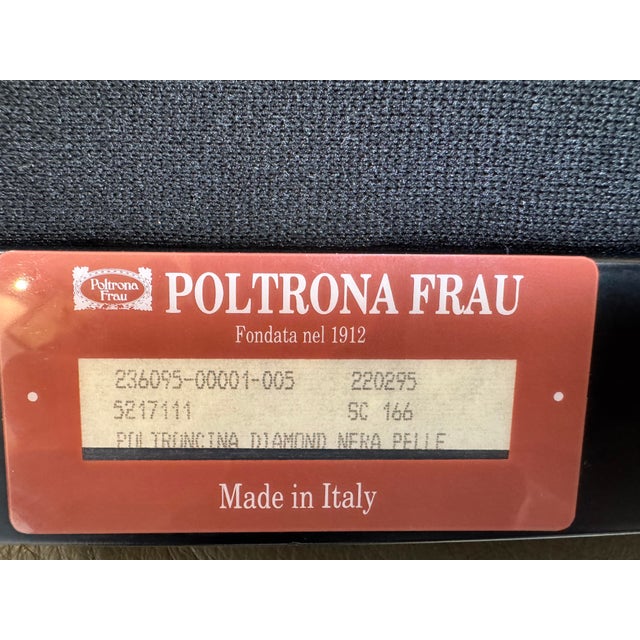 Poltrona
Frau
POLTRONA FRAU
Fondata nel 1912
236095-00001-005 220295
5217111 SC 166
POLTRONCINA DIAMOND NERA PELLE
Made in Italy